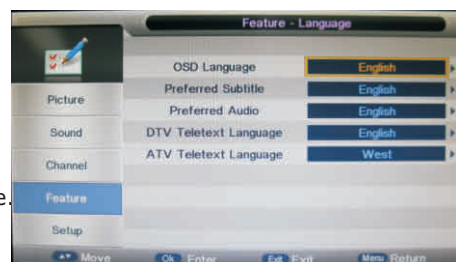 Feature - Language
OSD Language English
Preferred Subtitle English
Preferred Audio English
DTV Teletext Language English
ATV Teletext Language West
Picture
Sound
Channel
Feature
Setup
e.
Move Ok Enter Exit Exit Menu Return